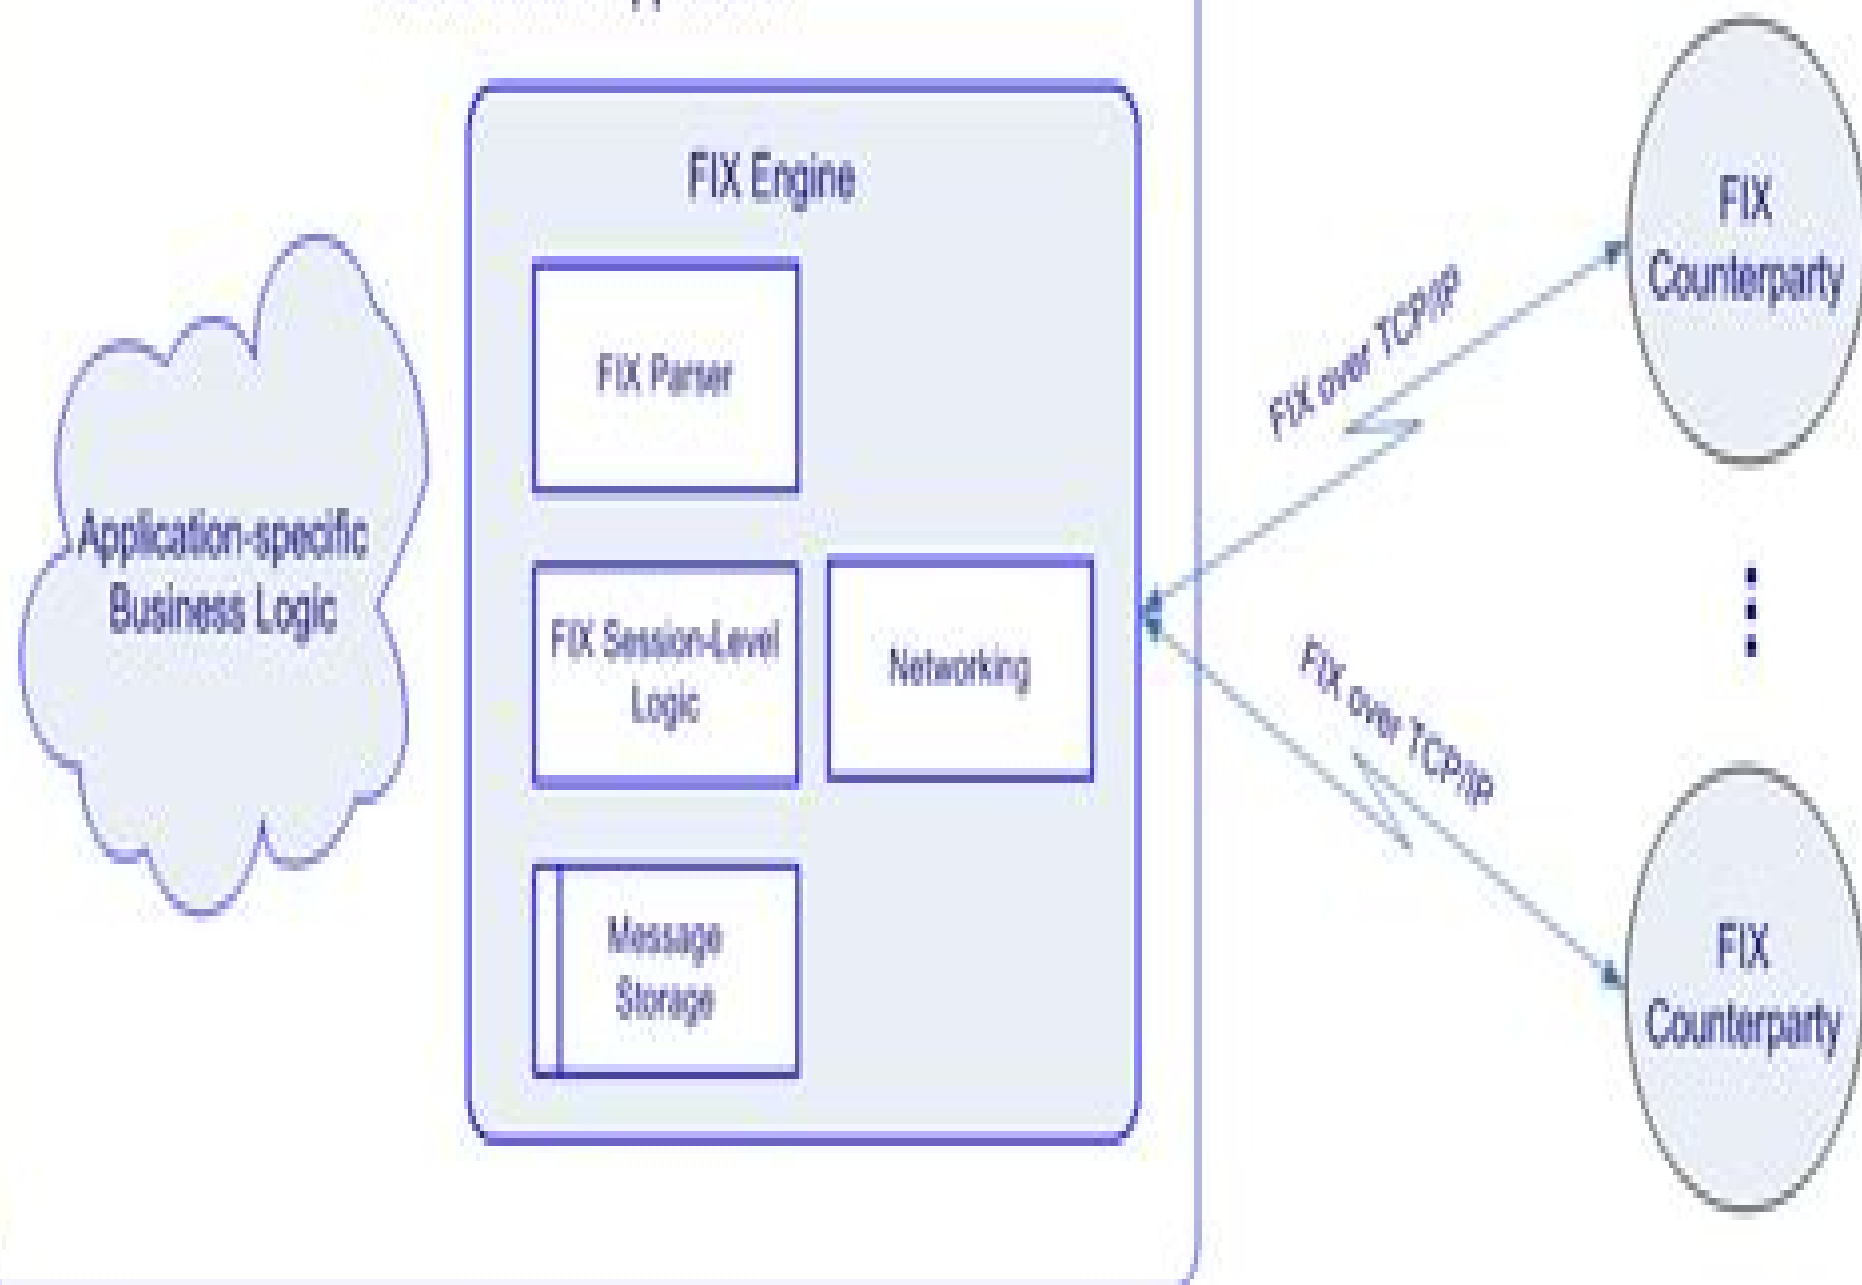 FIX Engine
FIX Parser
Application-specific
Business Logic
FIX Session-Level
Logic
Networking
Message
Storage
FIX over TCP/IP
FIX over TCP/IP
FIX
Counterparty
FIX
Counterparty